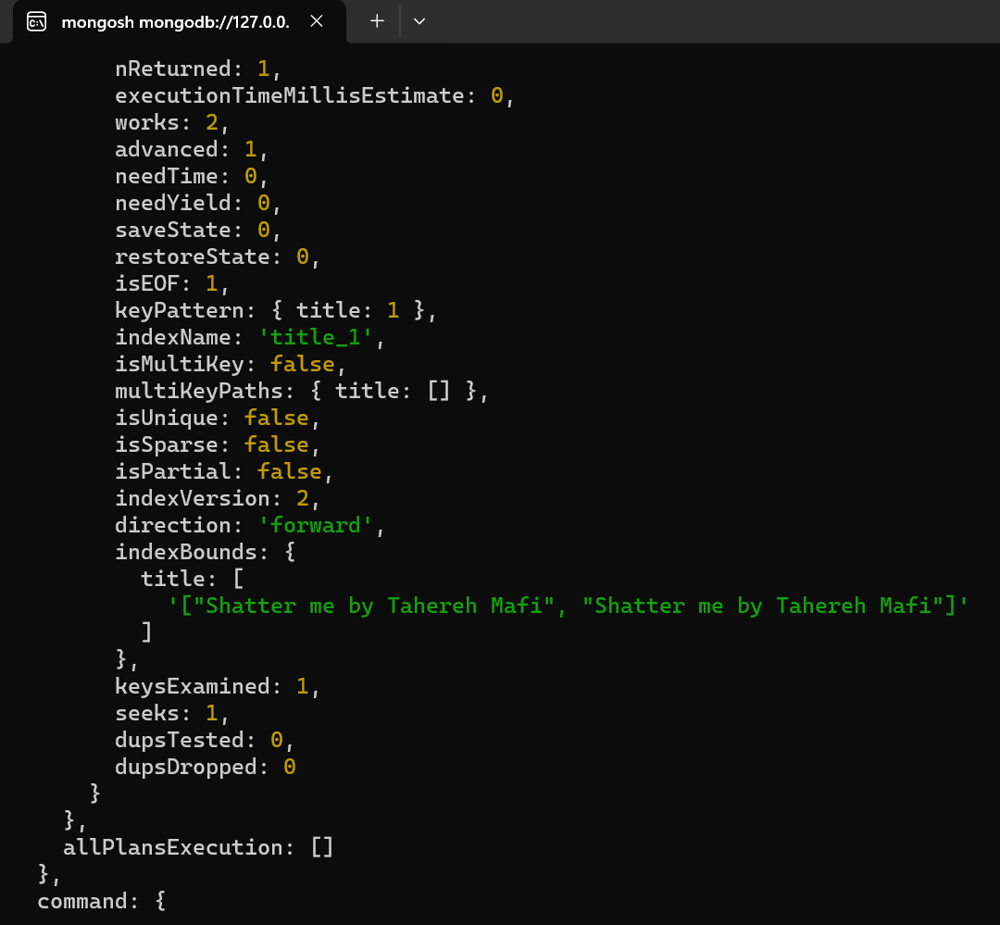 mongosh mongodb://127.0.0.
nReturned: 1,
executionTimeMillisEstimate: 0,
works: 2,
advanced: 1,
needTime: 0,
needYield: 0,
saveState: 0,
restoreState: 0,
isEOF: 1,
keyPattern: { title: 1 },
indexName: 'title_1',
isMultiKey: false,
multiKeyPaths: { title: [] },
isUnique: false,
isSparse: false,
isPartial: false,
indexVersion: 2,
direction: 'forward',
indexBounds: {
title: [
'["Shatter me by Tahereh Mafi", "Shatter me by Tahereh Mafi"]'
]
},
keysExamined: 1,
seeks: 1,
dupsTested: 0,
dupsDropped: 0
}
},
allPlansExecution: []
},
command: {